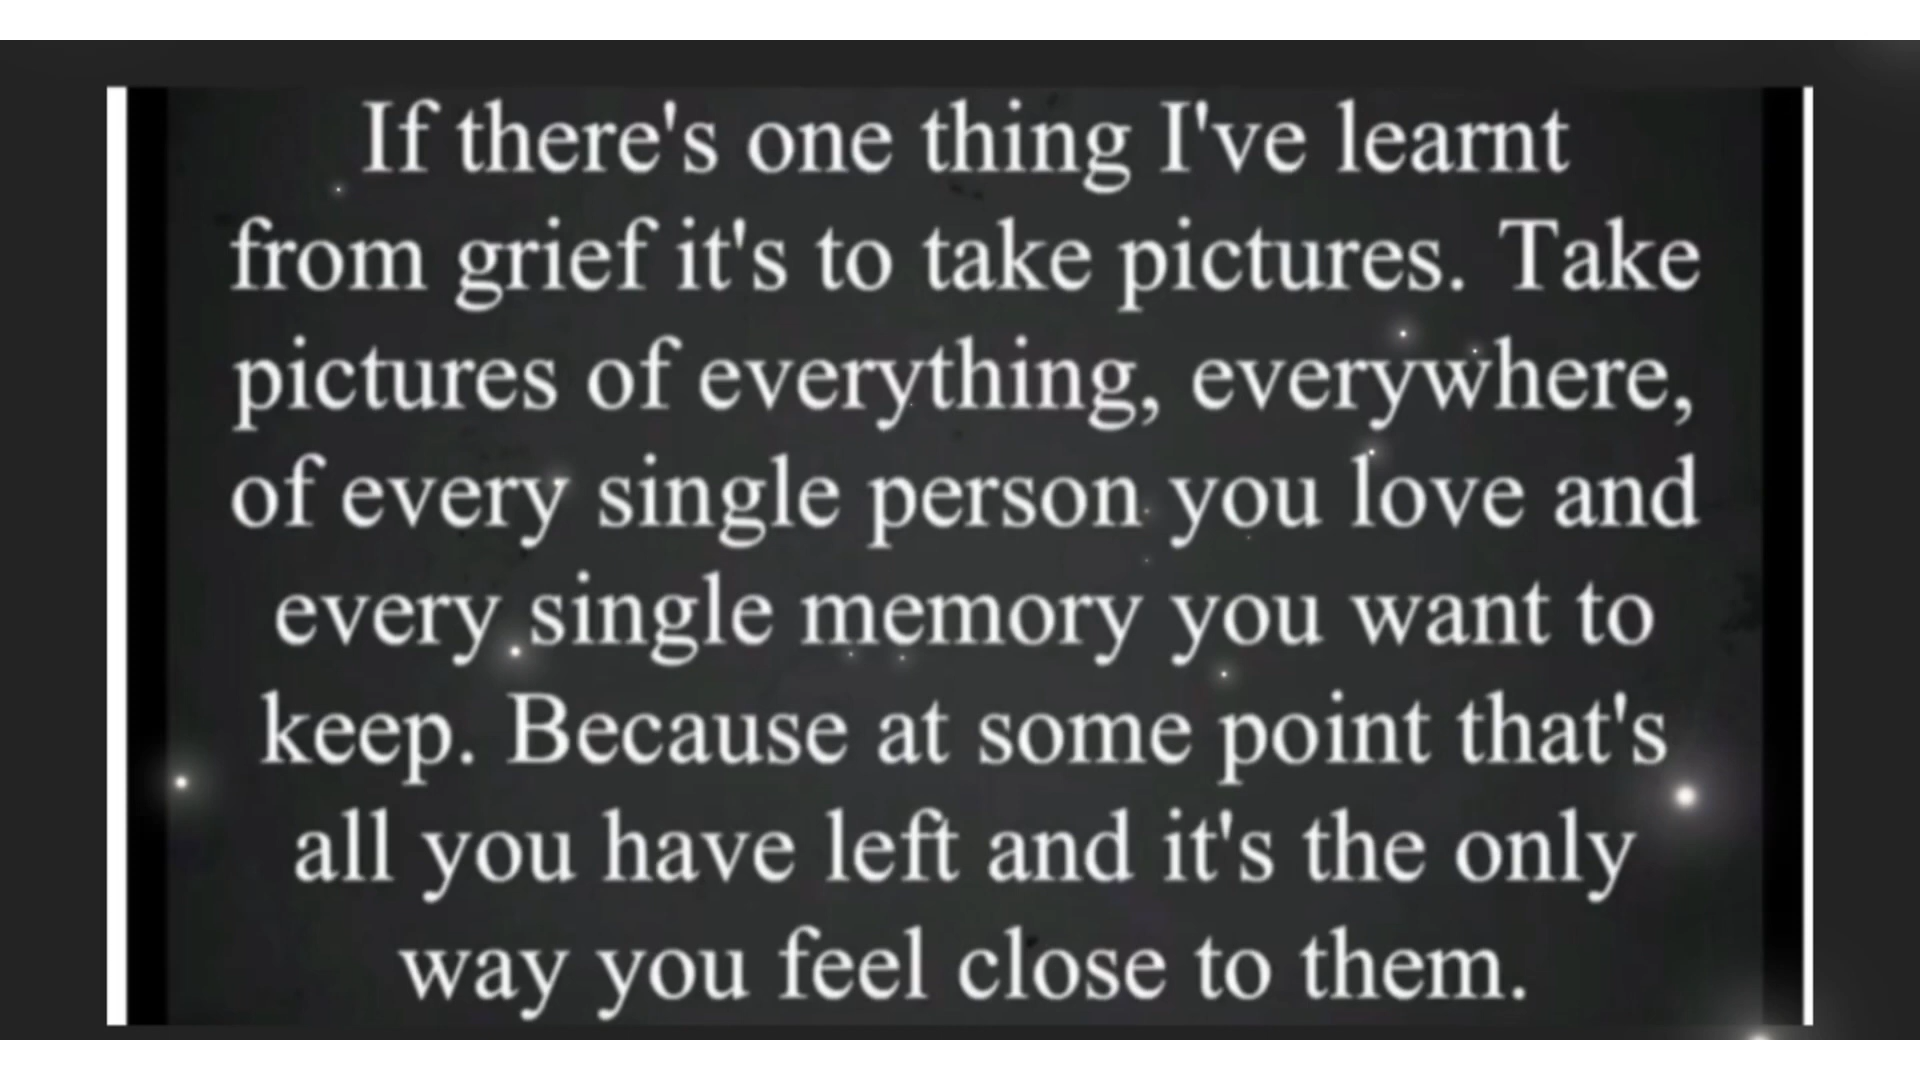 If there's one thing I've learnt
from grief it's to take pictures. Take
pictures of everything, everywhere,
of every single person you love and
every single memory you want to
keep. Because at some point that's
all you have left and it's the only
way you feel close to them.